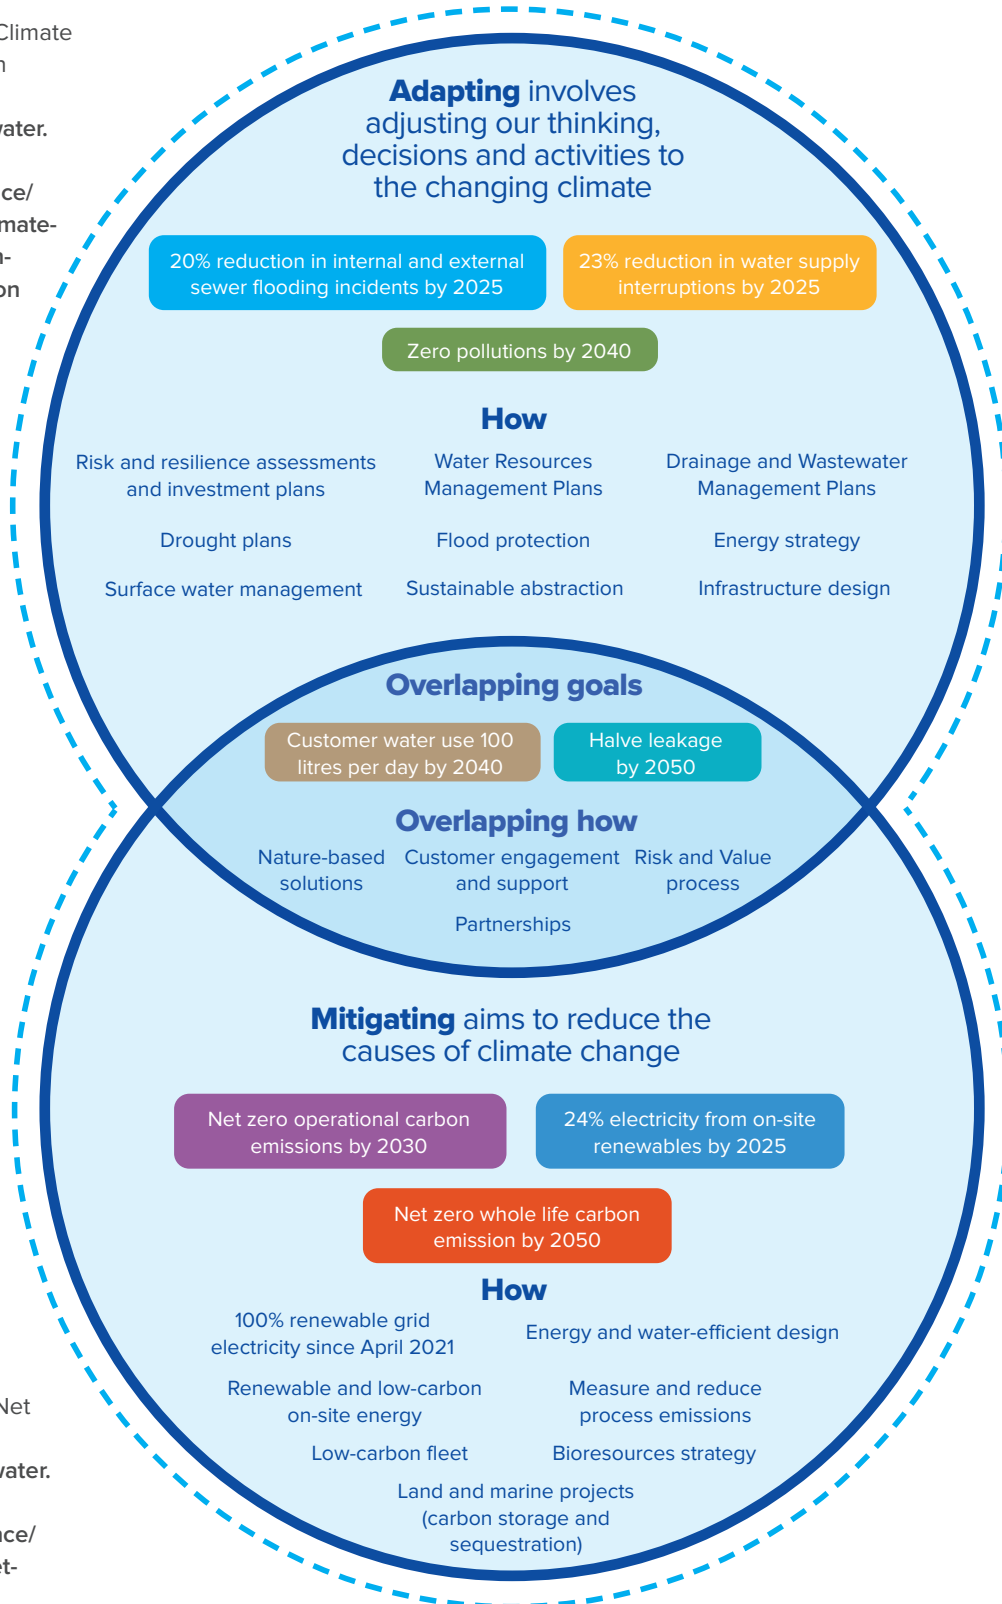 Climate
water.
ce/
mate-
n-
on
Adapting involves
adjusting our thinking,
decisions and activities to
the changing climate
20% reduction in internal and external
sewer flooding incidents by 2025
23% reduction in water supply
interruptions by 2025
Zero pollutions by 2040
How
Risk and resilience assessments
and investment plans
Water Resources
Management Plans
Drainage and Wastewater
Management Plans
Drought plans
Flood protection
Energy strategy
Surface water management
Sustainable abstraction
Infrastructure design
Overlapping goals
Customer water use 100
litres per day by 2040
Halve leakage
by 2050
Overlapping how
Nature-based
solutions
Customer engagement
and support
Risk and Value
process
Partnerships
Mitigating aims to reduce the
causes of climate change
Net zero operational carbon
emissions by 2030
24% electricity from on-site
renewables by 2025
Net zero whole life carbon
emission by 2050
How
100% renewable grid
electricity since April 2021
Energy and water-efficient design
Renewable and low-carbon
on-site energy
Measure and reduce
process emissions
Low-carbon fleet
Bioresources strategy
Land and marine projects
(carbon storage and
sequestration)
Net
water.
nce/
et-